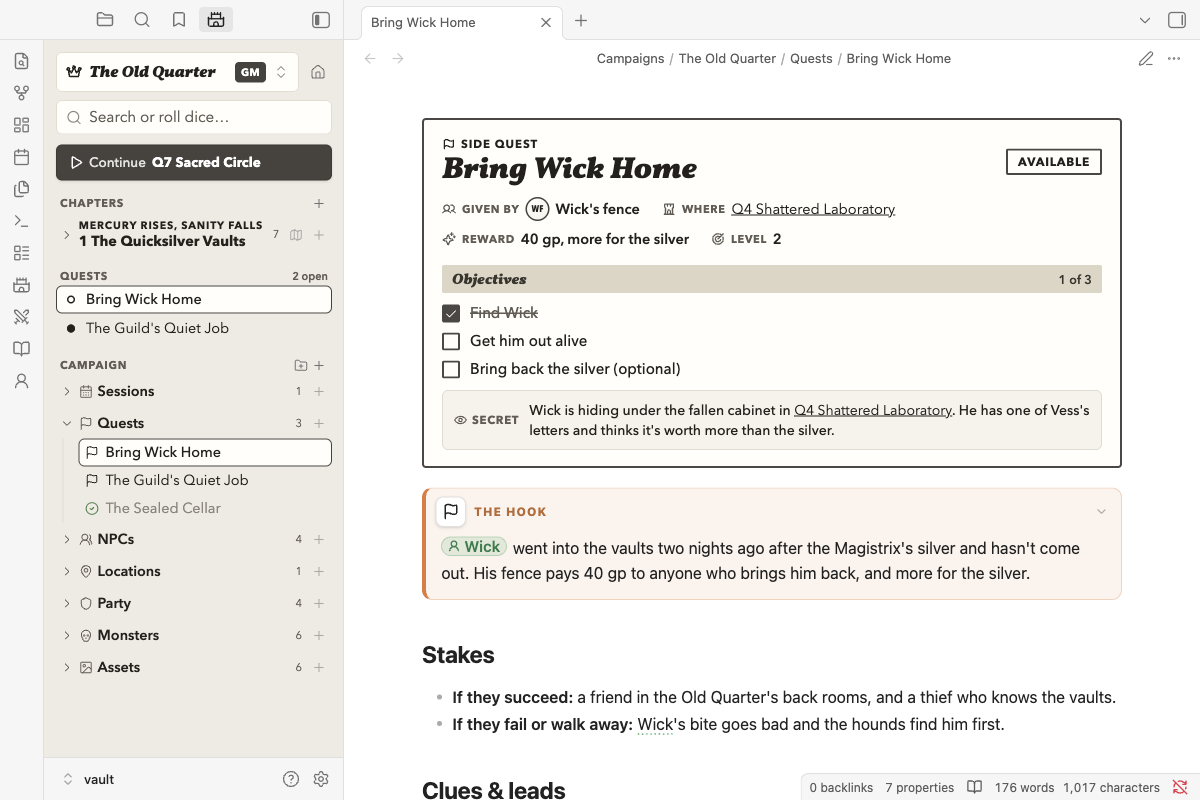 Bring Wick Home
The Old Quarter GM
Search or roll dice…
Continue Q7 Sacred Circle
CHAPTERS
MERCURY RISES, SANITY FALLS
1 The Quicksilver Vaults 7
QUESTS 2 open
Bring Wick Home
The Guild's Quiet Job
CAMPAIGN
Sessions 1
Quests 3
Bring Wick Home
The Guild's Quiet Job
The Sealed Cellar
NPCs 4
Locations 1
Party 4
Monsters 6
Assets 6
vault
Campaigns / The Old Quarter / Quests / Bring Wick Home
SIDE QUEST
Bring Wick Home
AVAILABLE
GIVEN BY WF Wick's fence WHERE Q4 Shattered Laboratory
REWARD 40 gp, more for the silver LEVEL 2
Objectives 1 of 3
Find Wick
Get him out alive
Bring back the silver (optional)
SECRET
Wick is hiding under the fallen cabinet in Q4 Shattered Laboratory. He has one of Vess's
letters and thinks it's worth more than the silver.
THE HOOK
Wick went into the vaults two nights ago after the Magistrix's silver and hasn't come
out. His fence pays 40 gp to anyone who brings him back, and more for the silver.
Stakes
If they succeed: a friend in the Old Quarter's back rooms, and a thief who knows the vaults.
If they fail or walk away: Wick's bite goes bad and the hounds find him first.
Clues & leads
0 backlinks 7 properties 176 words 1,017 characters